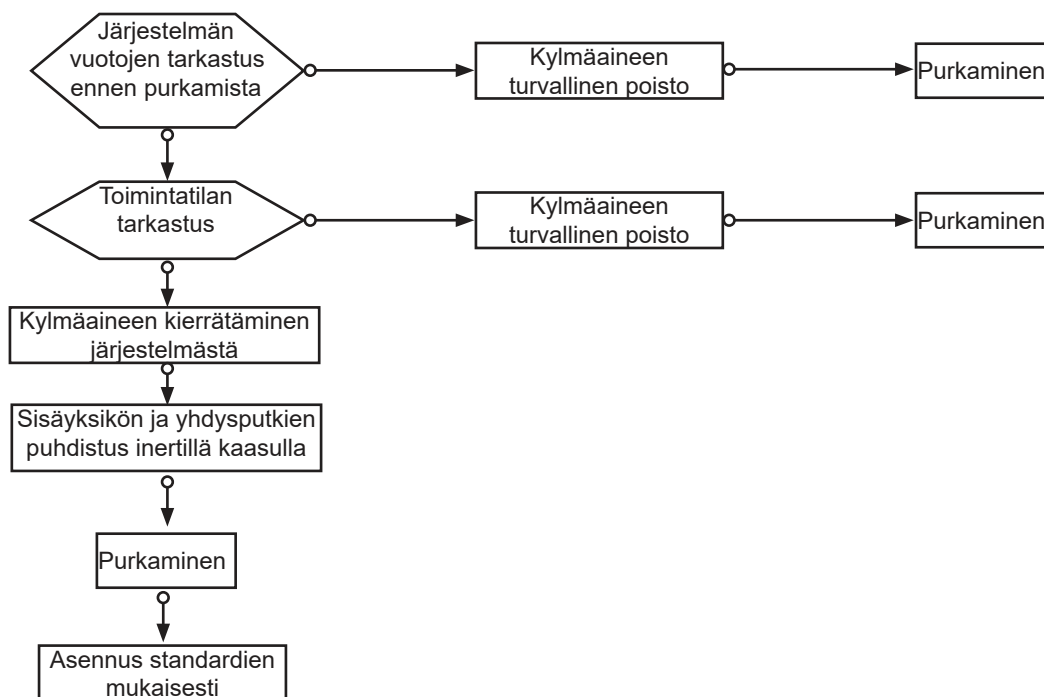 Järjestelmän
vuotojen tarkastus
ennen purkamista
Kylmäaineen
turvallinen poisto
Purkaminen
Toimintatilan
tarkastus
Kylmäaineen
turvallinen poisto
Purkaminen
Kylmäaineen kierrätäminen
järjestelmästä
Sisäyksikön ja yhdysputkien
puhdistus inertillä kaasulla
Purkaminen
Asennus standardien
mukaisesti